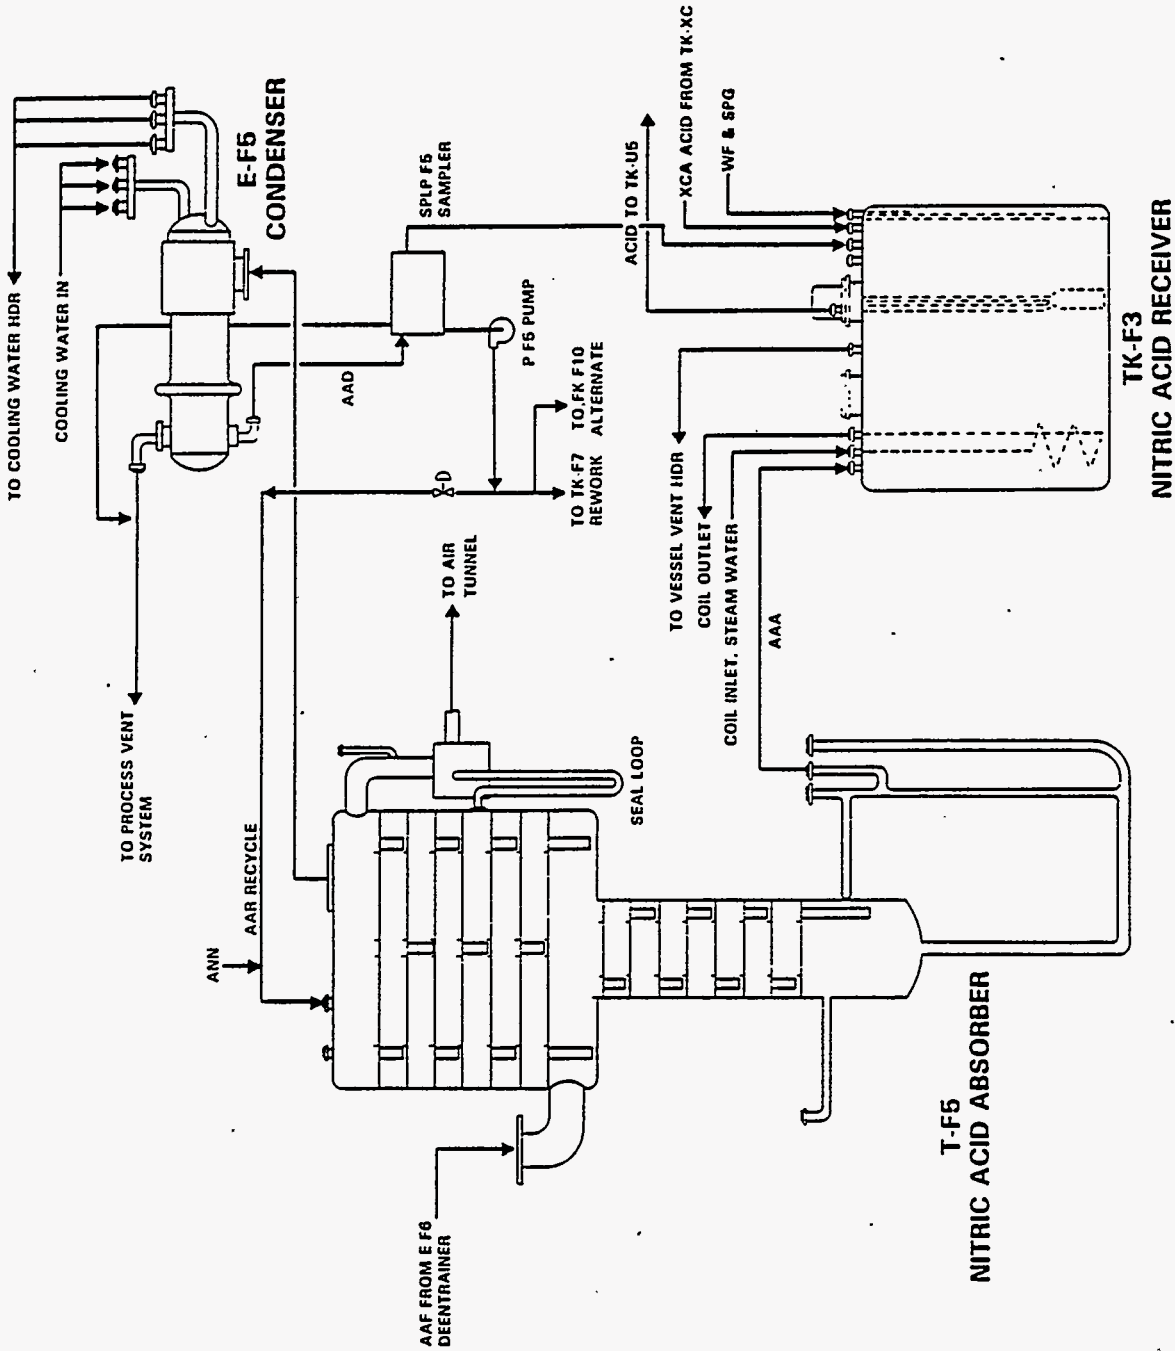 TO COOLING WATER HDR
COOLING WATER IN
E-F5
CONDENSER
TO PROCESS VENT
SYSTEM
AAD
SPLP F5
SAMPLER
P F5 PUMP
AAR RECYCLE
ANN
TO TK-F7
REWORK
TO FK F10
ALTERNATE
TO AIR
TUNNEL
SEAL LOOP
AAF FROM E F6
DEENTRAINER
T-F5
NITRIC ACID ABSORBER
TO VESSEL VENT HDR
COIL OUTLET
COIL INLET, STEAM WATER
AAA
ACID TO TK-U5
XCA ACID FROM TK-XC
WF & SPG
TK-F3
NITRIC ACID RECEIVER